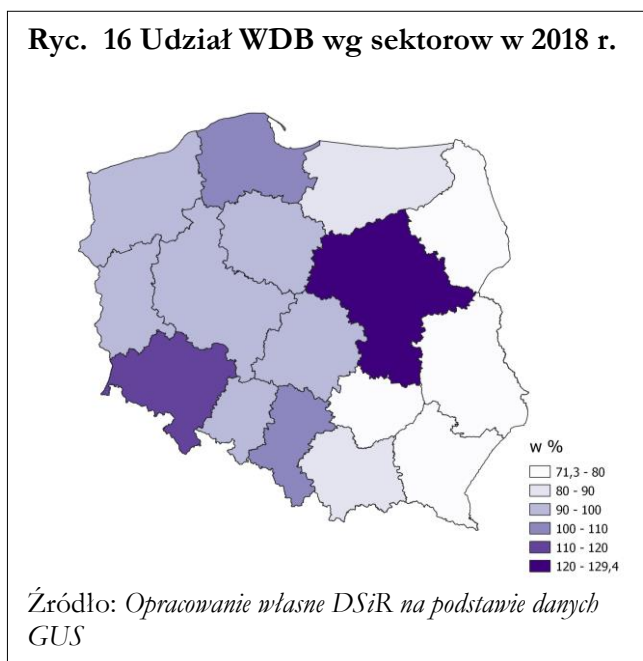 Ryc. 16 Udział WDB wg sektorow w 2018 r.
w %
71,3 - 80
80 - 90
90 - 100
100 - 110
110 - 120
120 - 129,4
Źródło: Opracowanie własne DSiR na podstawie danych
GUS